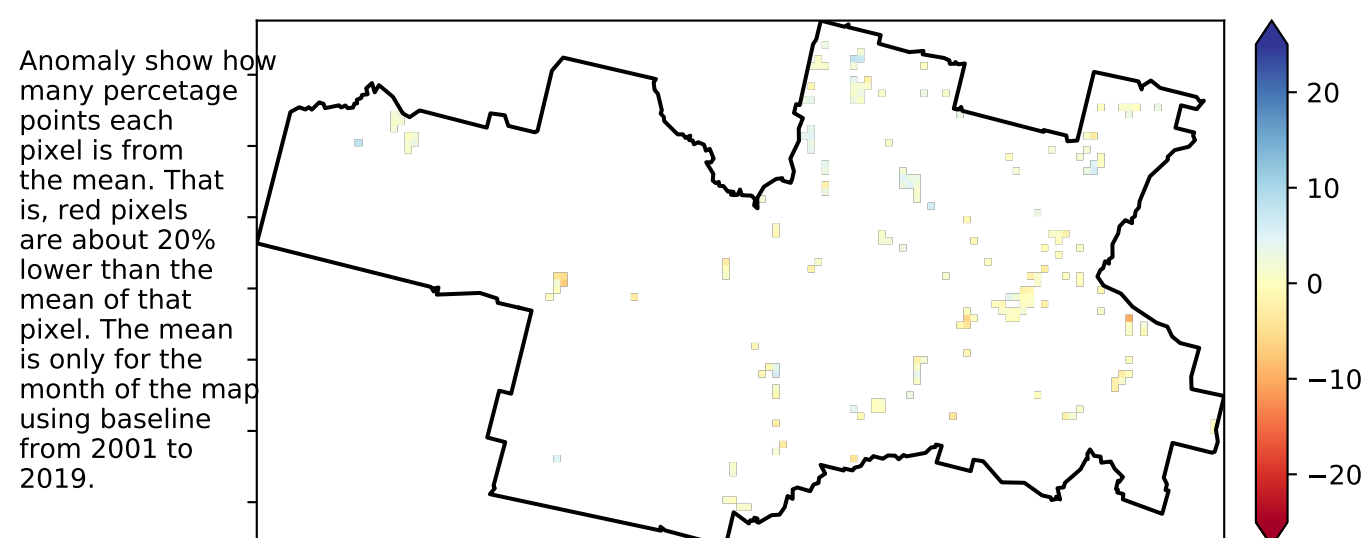 Anomaly show how
many percetage
points each
pixel is from
the mean. That
is, red pixels
are about 20%
lower than the
mean of that
pixel. The mean
is only for the
month of the map
using baseline
from 2001 to
2019.
20
10
0
−10
−20